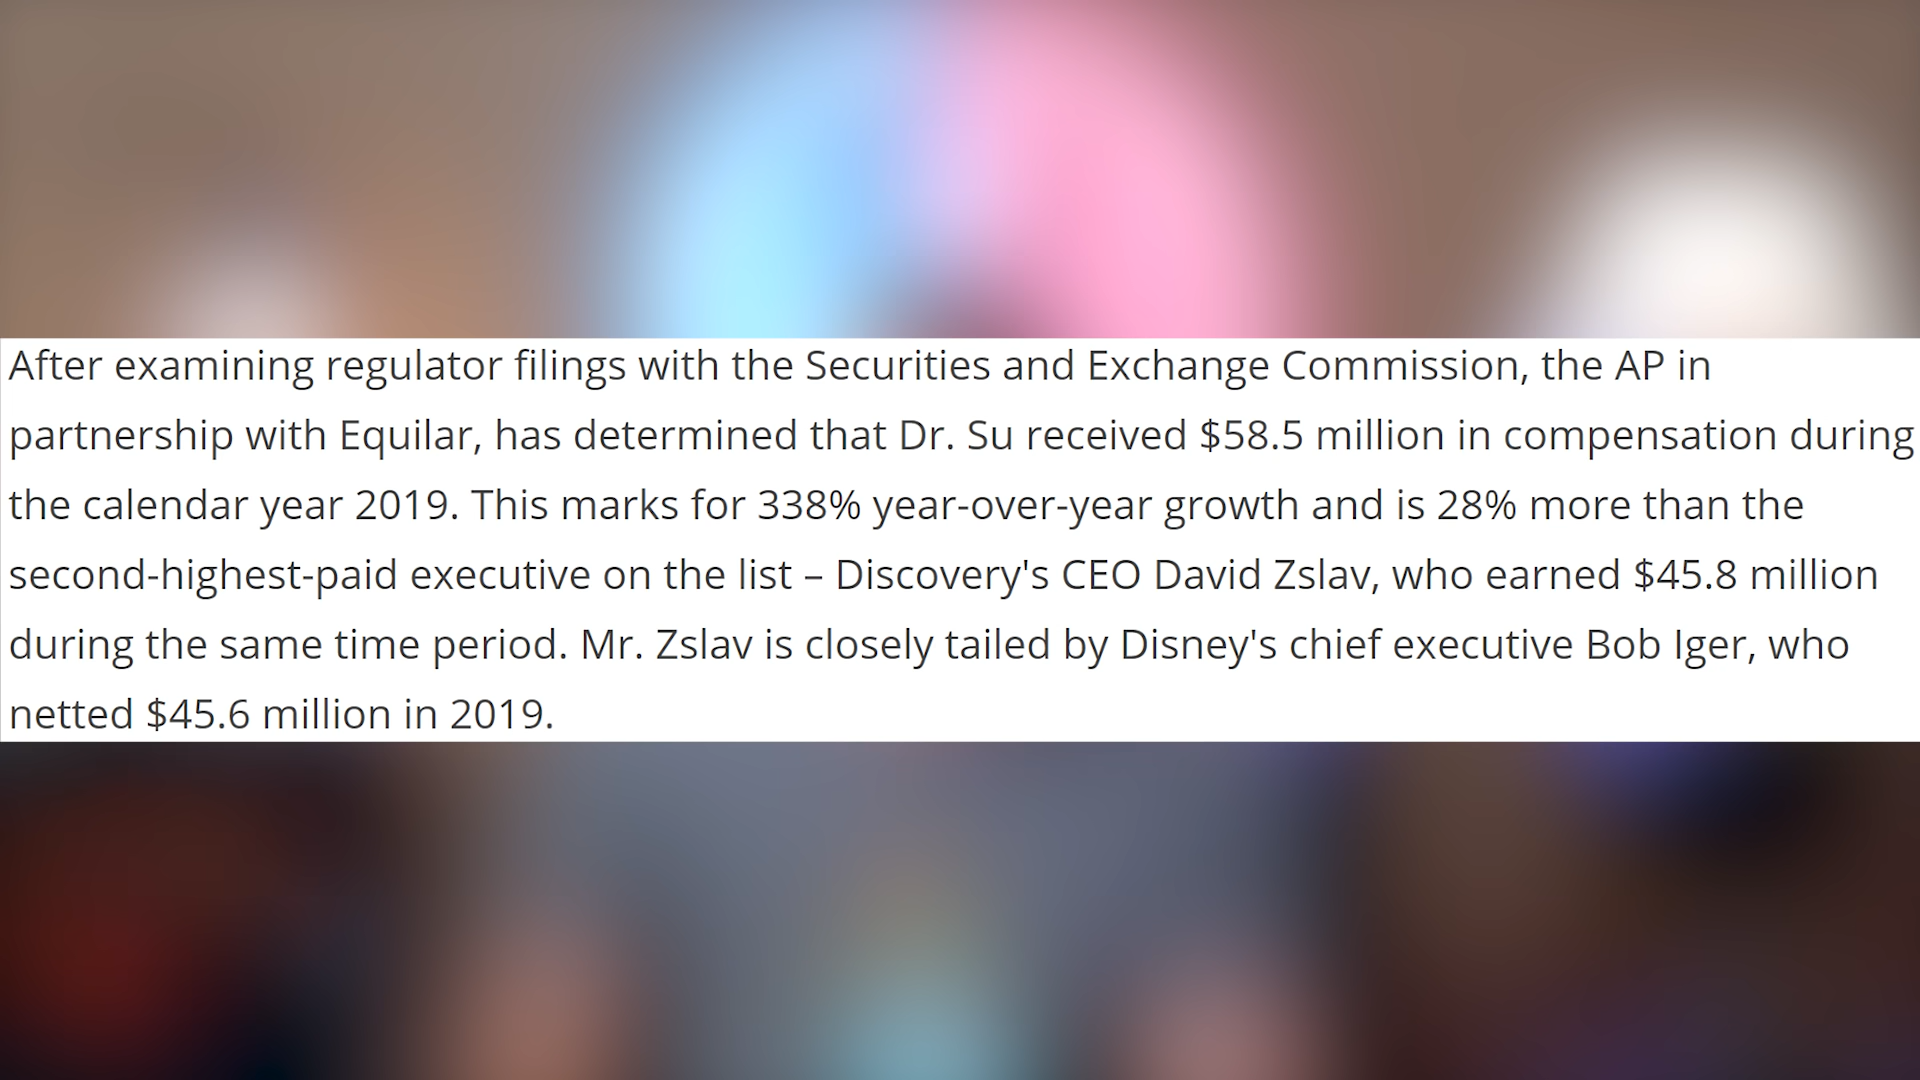 After examining regulator filings with the Securities and Exchange Commission, the AP in
partnership with Equilar, has determined that Dr. Su received $58.5 million in compensation during
the calendar year 2019. This marks for 338% year-over-year growth and is 28% more than the
second-highest-paid executive on the list – Discovery's CEO David Zslav, who earned $45.8 million
during the same time period. Mr. Zslav is closely tailed by Disney's chief executive Bob Iger, who
netted $45.6 million in 2019.